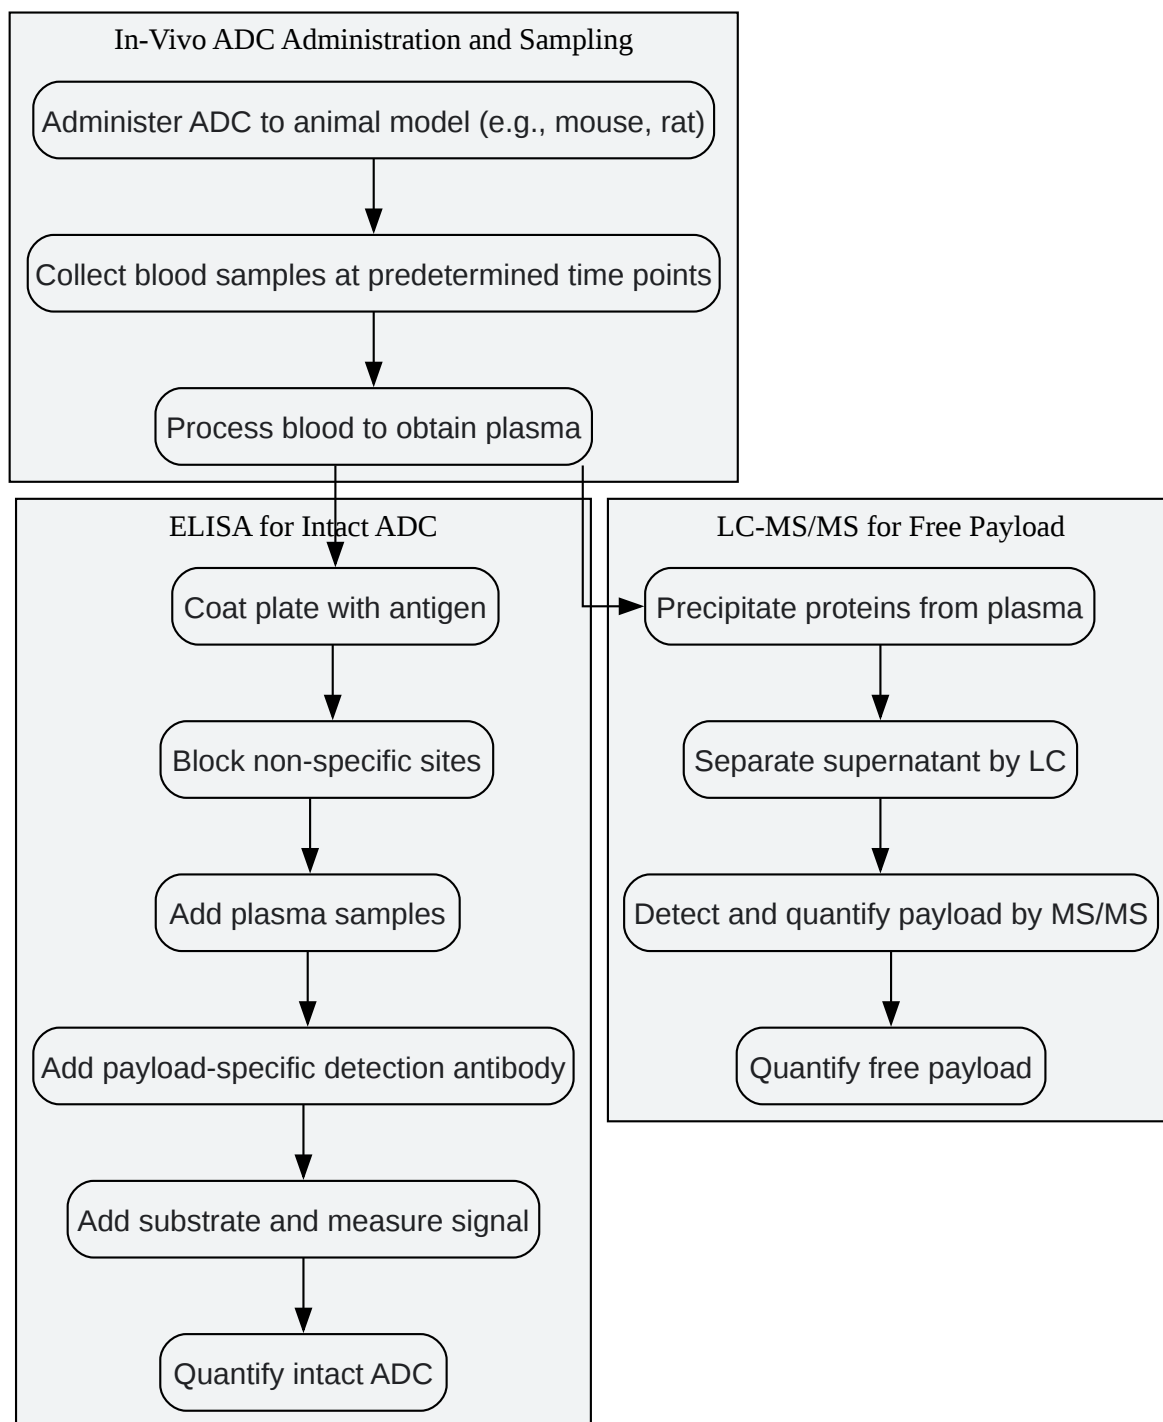 In-Vivo ADC Administration and Sampling
Administer ADC to animal model (e.g., mouse, rat)
Collect blood samples at predetermined time points
Process blood to obtain plasma
ELISA for Intact ADC
Coat plate with antigen
Block non-specific sites
Add plasma samples
Add payload-specific detection antibody
Add substrate and measure signal
Quantify intact ADC
LC-MS/MS for Free Payload
Precipitate proteins from plasma
Separate supernatant by LC
Detect and quantify payload by MS/MS
Quantify free payload